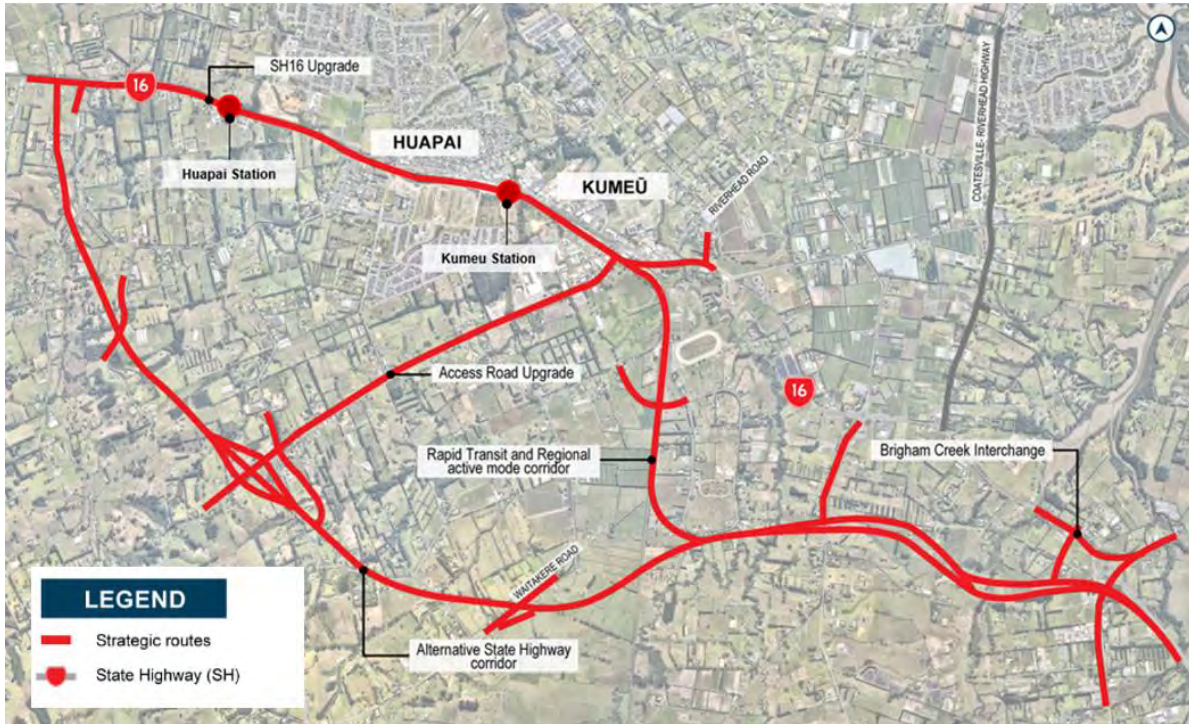 SH16 Upgrade
16
Huapai Station
HUAPAI
KUMEŪ
Kumeu Station
RIVERHEAD ROAD
COATESVILLE- RIVERHEAD HIGHWAY
Access Road Upgrade
16
Rapid Transit and Regional
active mode corridor
Brigham Creek Interchange
WAITAKERE ROAD
Alternative State Highway
corridor
LEGEND
Strategic routes
State Highway (SH)